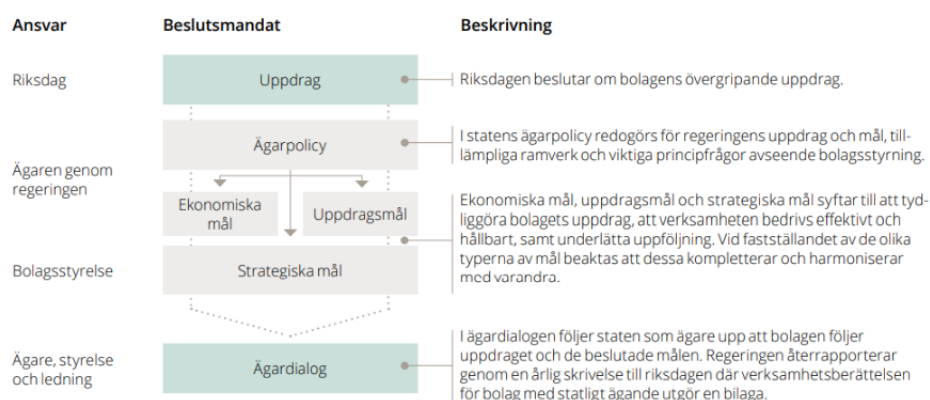 Ansvar
Beslutsmandat
Beskrivning
Riksdag
Uppdrag
Riksdagen beslutar om bolagens övergripande uppdrag.
Ägaren genom
regeringen
Ägarpolicy
I statens ägarpolicy redogörs för regeringens uppdrag och mål, till-
lämpliga ramverk och viktiga principfrågor avseende bolagsstyrning.
Ekonomiska
mål
Uppdragsmål
Ekonomiska mål, uppdragsmål och strategiska mål syftar till att tyd-
liggöra bolagets uppdrag, att verksamheten bedrivs effektivt och
hållbart, samt underlätta uppföljning. Vid fastställandet av de olika
typerna av mål beaktas att dessa kompletterar och harmoniserar
med varandra.
Bolagsstyrelse
Strategiska mål
Ägare, styrelse
och ledning
Ägardialog
I ägardialogen följer staten som ägare upp att bolagen följer
uppdraget och de beslutade målen. Regeringen återrapporterar
genom en årlig skrivelse till riksdagen där verksamhetsberättelsen
för bolag med statligt ägande utgör en bilaga.